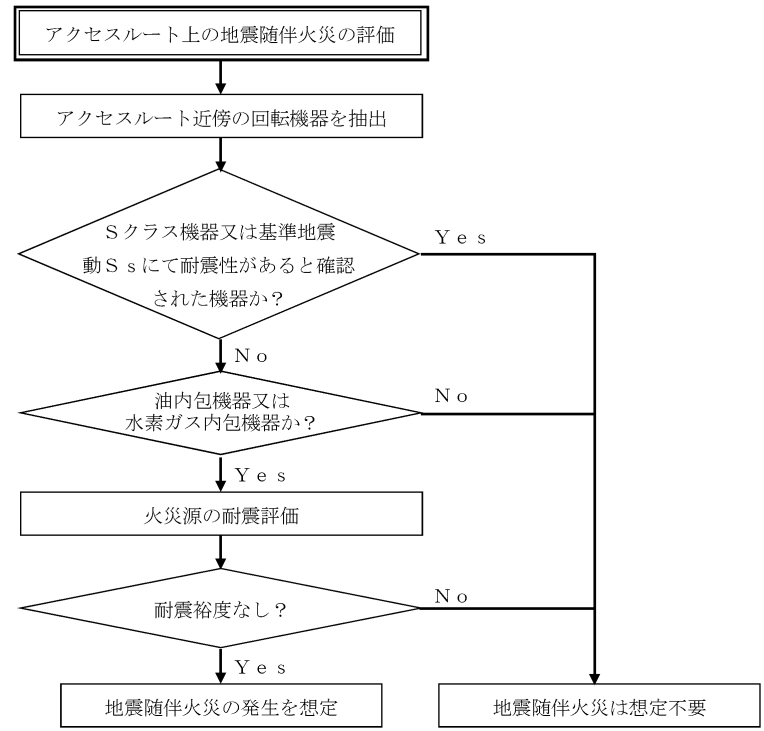 アクセスルート上の地震随伴火災の評価
アクセスルート近傍の回転機器を抽出
Ｓクラス機器又は基準地震
動Ｓｓにて耐震性があると確認
された機器か？
Ｙｅｓ
Ｎｏ
油内包機器又は
水素ガス内包機器か？
Ｎｏ
Ｙｅｓ
火災源の耐震評価
耐震裕度なし？
Ｎｏ
Ｙｅｓ
地震随伴火災の発生を想定
地震随伴火災は想定不要